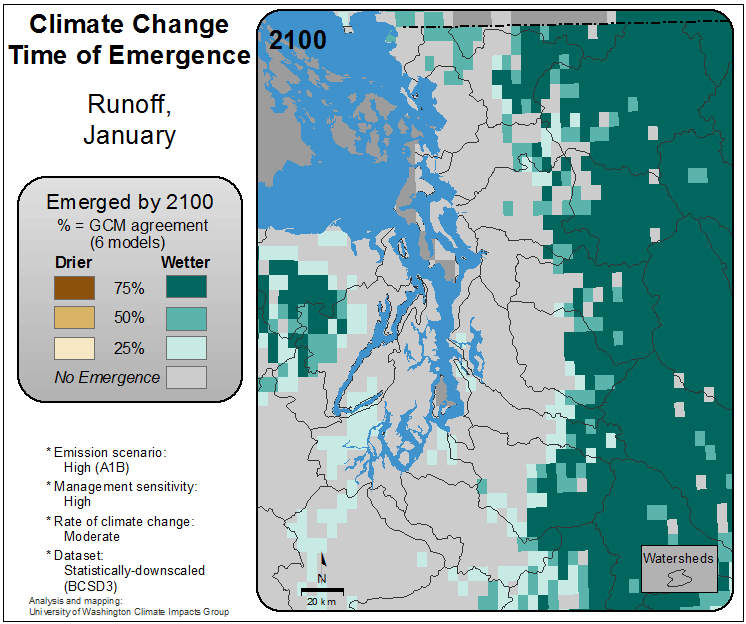 Climate Change
Time of Emergence
Runoff,
January
Emerged by 2100
% = GCM agreement
(6 models)
Drier Wetter
75%
50%
25%
No Emergence
* Emission scenario:
High (A1B)
* Management sensitivity:
High
* Rate of climate change:
Moderate
* Dataset:
Statistically-downscaled
(BCSD3)
Analysis and mapping:
University of Washington Climate Impacts Group
2100
N
20 km
Watersheds